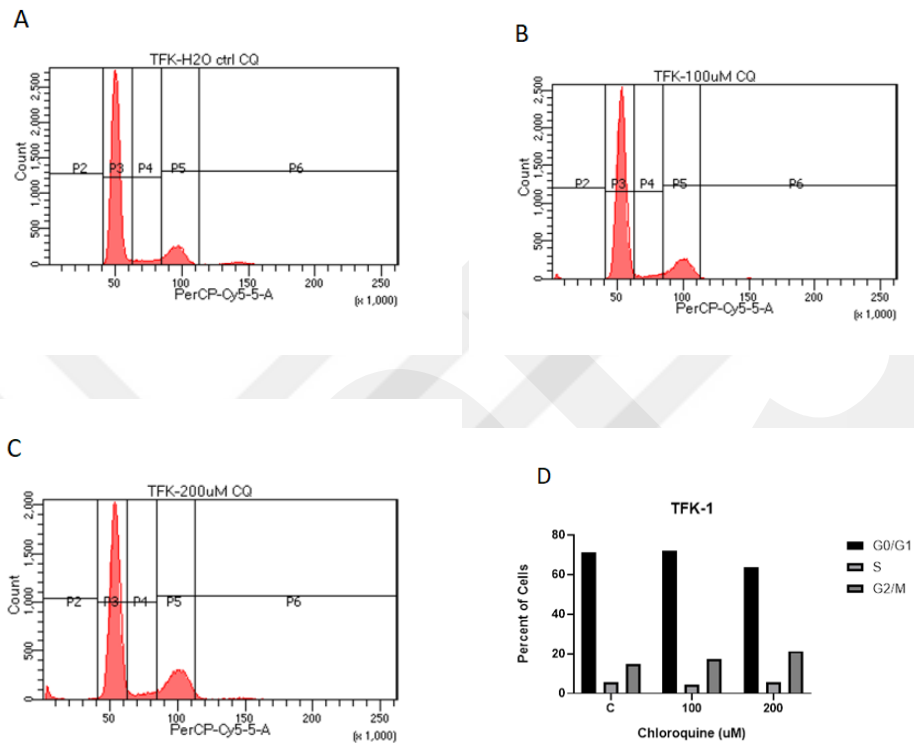 A
TFK-H2O ctrl CQ
Count
2,500
2,000
1,500
1,000
500
0
P2
P3
P4
P5
P6
50
100
150
200
250
PerCP-Cy5-5-A
(x 1,000)
B
TFK-100uM CQ
Count
2,500
2,000
1,500
1,000
500
0
P2
P3
P4
P5
P6
50
100
150
200
250
PerCP-Cy5-5-A
(x 1,000)
C
TFK-200uM CQ
Count
2,000
1,500
1,000
500
0
P2
P3
P4
P5
P6
50
100
150
200
250
PerCP-Cy5-5-A
(x 1,000)
D
TFK-1
Percent of Cells
80
60
40
20
0
C
100
200
Chloroquine (uM)
G0/G1
S
G2/M